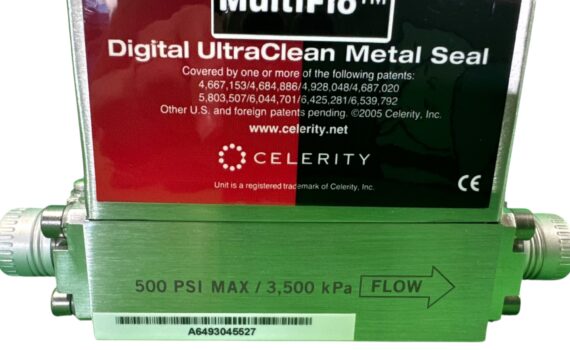 MultiFlo™
Digital UltraClean Metal Seal
Covered by one or more of the following patents:
4,667,153/4,684,886/4,928,048/4,687,020
5,803,507/6,044,701/6,425,281/6,539,792
Other U.S. and foreign patents pending. ©2005 Celerity, Inc.
www.celerity.net
CELERITY
Unit is a registered trademark of Celerity, Inc.
CE
500 PSI MAX / 3,500 kPa FLOW
A6493045527